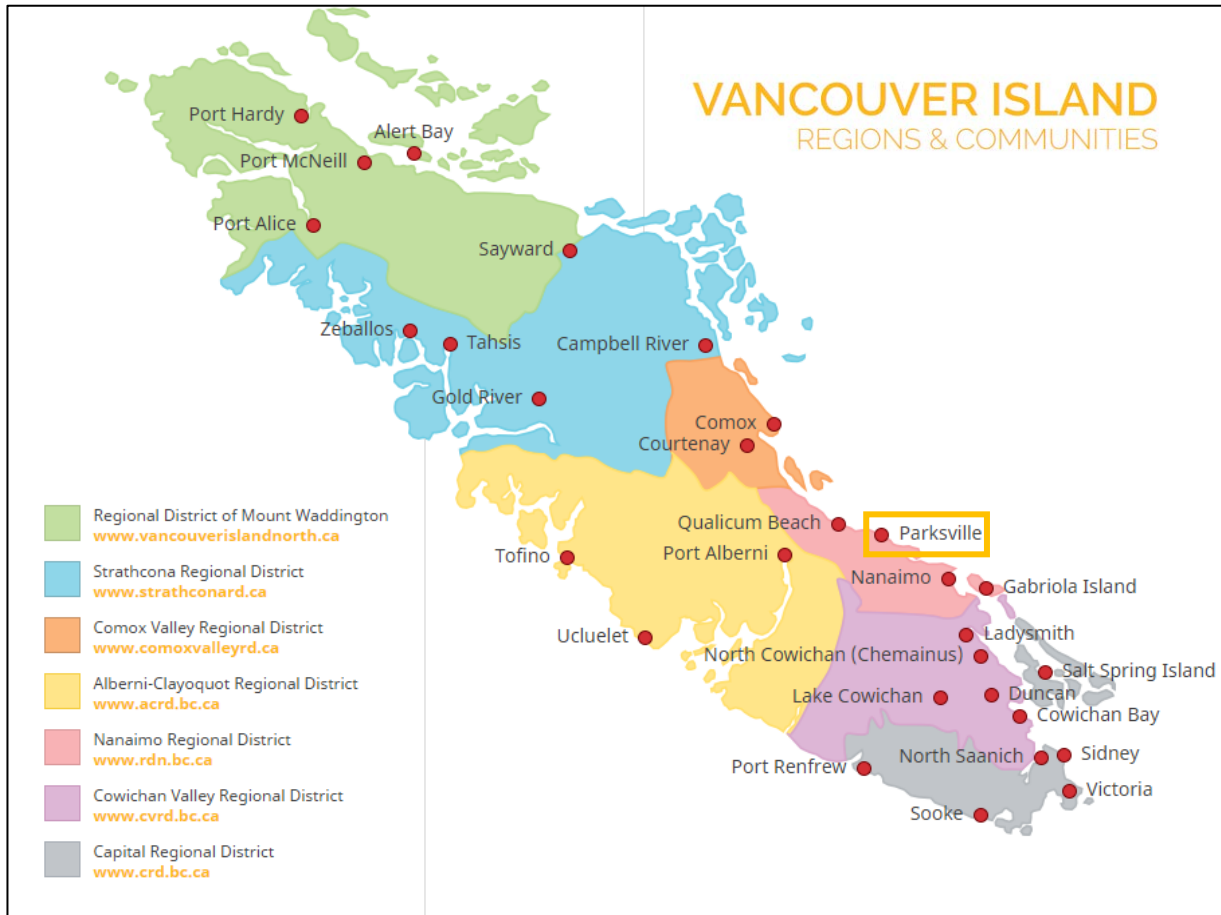 VANCOUVER ISLAND
REGIONS & COMMUNITIES
Port Hardy
Alert Bay
Port McNeill
Port Alice
Sayward
Zeballos
Tahsis
Campbell River
Gold River
Comox
Courtenay
Qualicum Beach
Parksville
Tofino
Port Alberni
Nanaimo
Gabriola Island
Ucluelet
Ladysmith
North Cowichan (Chemainus)
Salt Spring Island
Lake Cowichan
Duncan
Cowichan Bay
Port Renfrew
North Saanich
Sidney
Victoria
Sooke
Regional District of Mount Waddington
www.vancouverislandnorth.ca
Strathcona Regional District
www.strathconard.ca
Comox Valley Regional District
www.comoxvalleyrd.ca
Alberni-Clayoquot Regional District
www.acrd.bc.ca
Nanaimo Regional District
www.rdn.bc.ca
Cowichan Valley Regional District
www.cvrd.bc.ca
Capital Regional District
www.crd.bc.ca